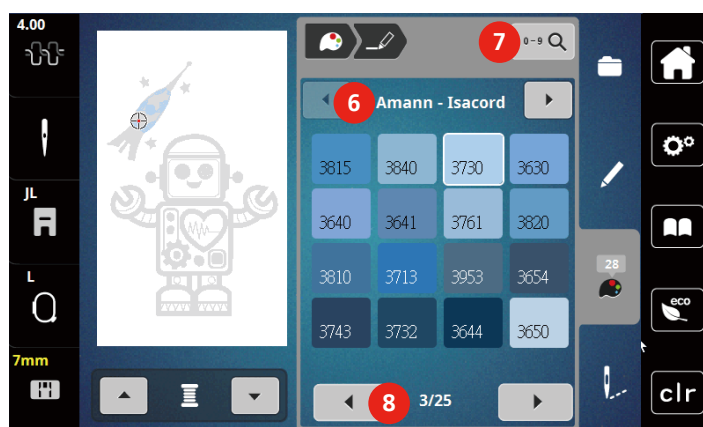 4.00
JL
L
7mm
7
0-9
6
Amann - Isacord
3815 3840 3730 3630
3640 3641 3761 3820
3810 3713 3953 3654
3743 3732 3644 3650
8
3/25
28
eco
clr